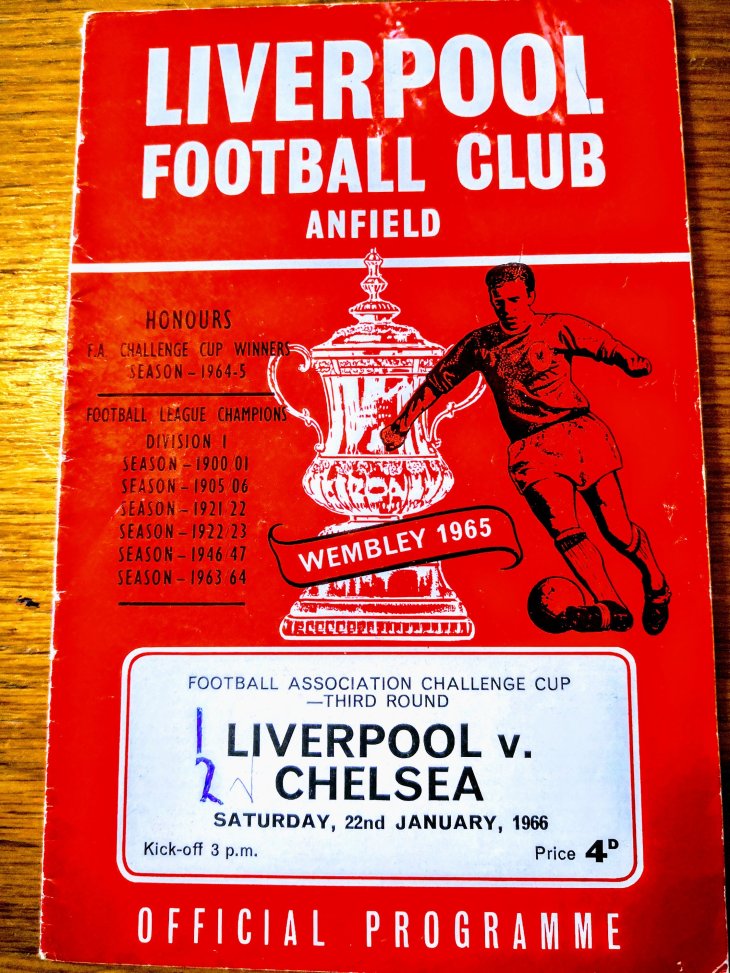 LIVERPOOL
FOOTBALL CLUB
ANFIELD
HONOURS
F.A. CHALLENGE CUP WINNERS
SEASON - 1964-5
FOOTBALL LEAGUE CHAMPIONS
DIVISION 1
SEASON - 1900/01
SEASON - 1905/06
SEASON - 1921/22
SEASON - 1922/23
SEASON - 1946/47
SEASON - 1963/64
WEMBLEY 1965
FOOTBALL ASSOCIATION CHALLENGE CUP
—THIRD ROUND
1 LIVERPOOL v.
2 CHELSEA
SATURDAY, 22nd JANUARY, 1966
Kick-off 3 p.m. Price 4D
OFFICIAL PROGRAMME